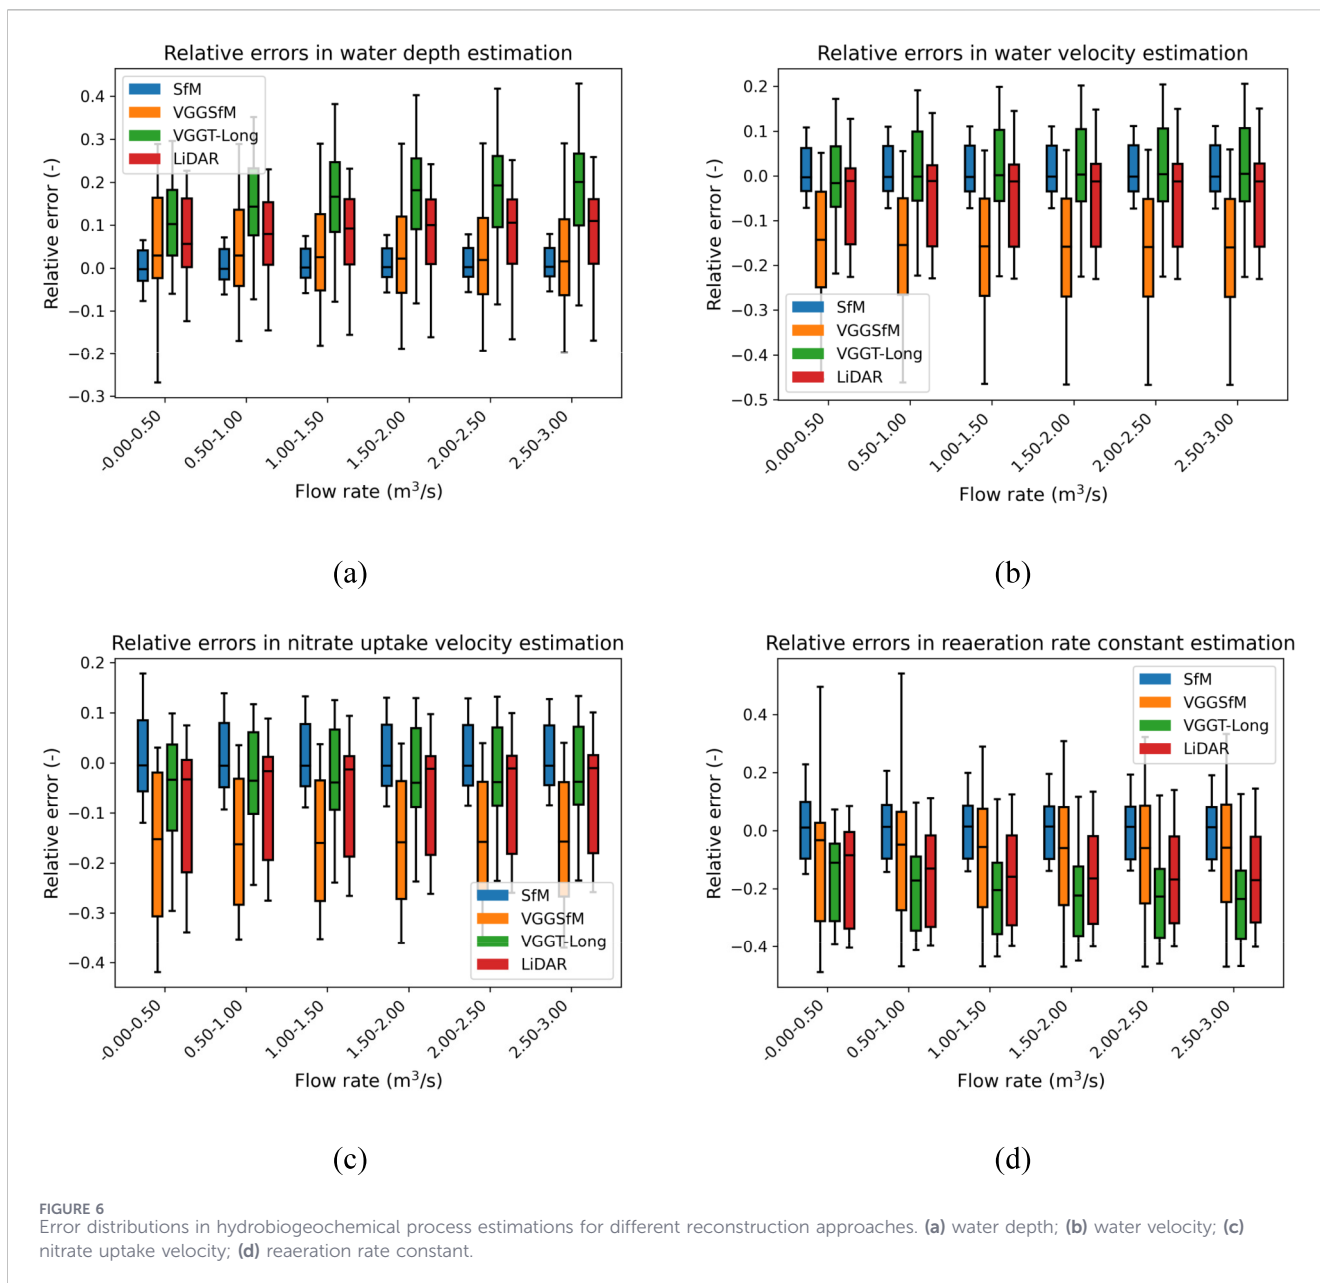 Relative errors in water depth estimation
Relative error (-)
0.4
0.3
0.2
0.1
0.0
−0.1
−0.2
−0.3
SfM
VGGSfM
VGGT-Long
LiDAR
-0.00-0.50
0.50-1.00
1.00-1.50
1.50-2.00
2.00-2.50
2.50-3.00
Flow rate (m³/s)
(a)
Relative errors in water velocity estimation
Relative error (-)
0.2
0.1
0.0
−0.1
−0.2
−0.3
−0.4
−0.5
SfM
VGGSfM
VGGT-Long
LiDAR
-0.00-0.50
0.50-1.00
1.00-1.50
1.50-2.00
2.00-2.50
2.50-3.00
Flow rate (m³/s)
(b)
Relative errors in nitrate uptake velocity estimation
Relative error (-)
0.2
0.1
0.0
−0.1
−0.2
−0.3
−0.4
SfM
VGGSfM
VGGT-Long
LiDAR
-0.00-0.50
0.50-1.00
1.00-1.50
1.50-2.00
2.00-2.50
2.50-3.00
Flow rate (m³/s)
(c)
Relative errors in reaeration rate constant estimation
Relative error (-)
0.4
0.2
0.0
−0.2
−0.4
SfM
VGGSfM
VGGT-Long
LiDAR
-0.00-0.50
0.50-1.00
1.00-1.50
1.50-2.00
2.00-2.50
2.50-3.00
Flow rate (m³/s)
(d)
FIGURE 6
Error distributions in hydrobiogeochemical process estimations for different reconstruction approaches. (a) water depth; (b) water velocity; (c)
nitrate uptake velocity; (d) reaeration rate constant.